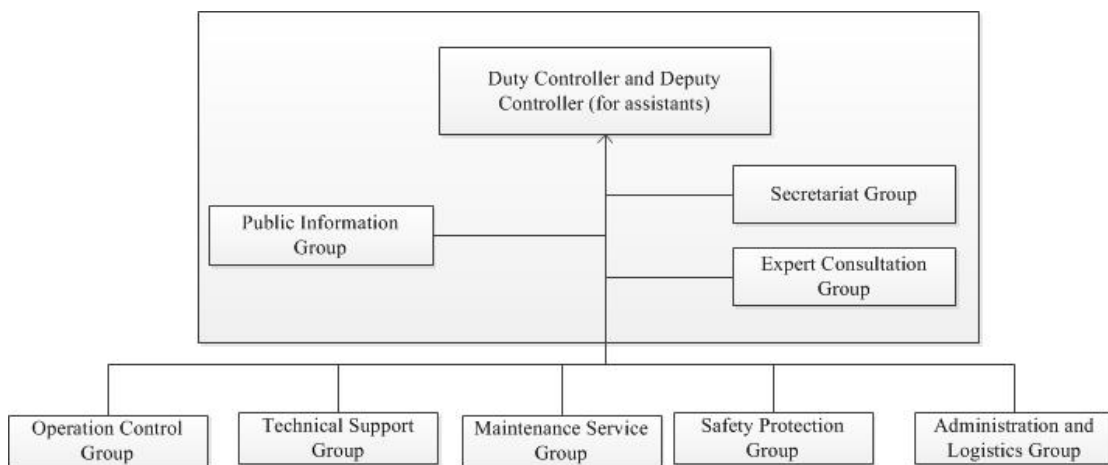 Duty Controller and Deputy
Controller (for assistants)
Secretariat Group
Public Information
Group
Expert Consultation
Group
Operation Control
Group
Technical Support
Group
Maintenance Service
Group
Safety Protection
Group
Administration and
Logistics Group